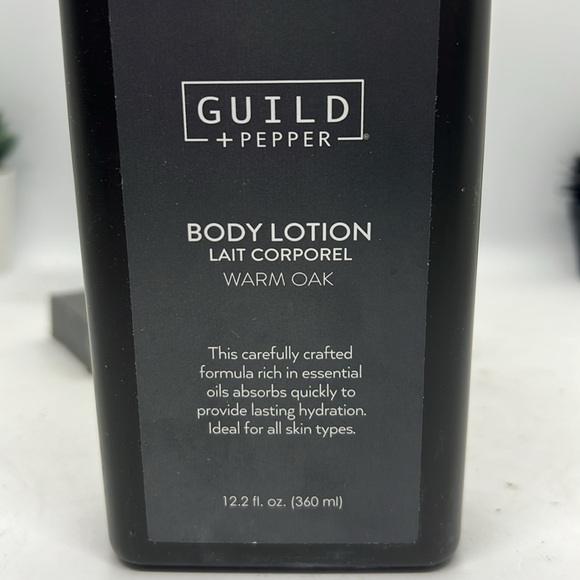 GUILD
+PEPPER®
BODY LOTION
LAIT CORPOREL
WARM OAK
This carefully crafted
formula rich in essential
oils absorbs quickly to
provide lasting hydration.
Ideal for all skin types.
12.2 fl. oz. (360 ml)